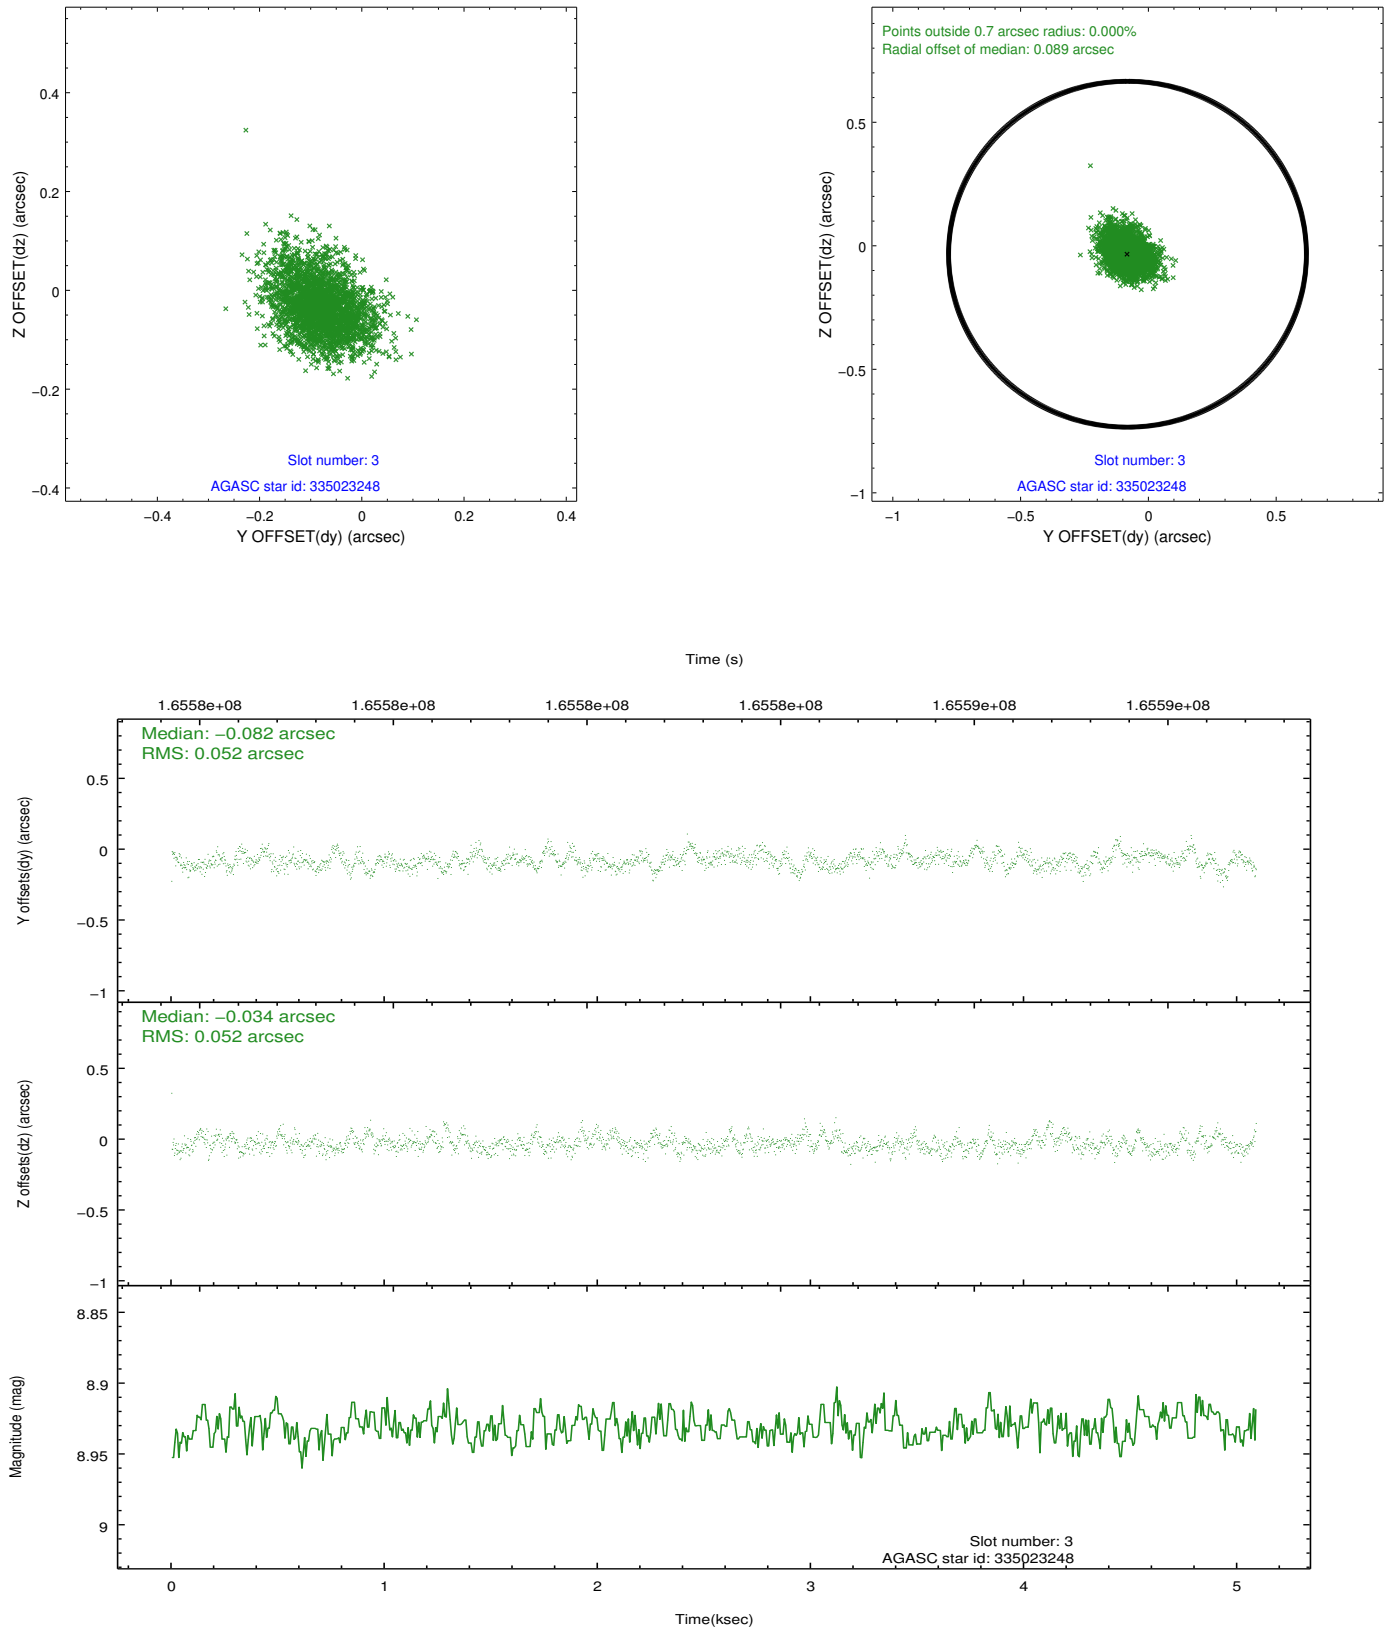 Z OFFSET(dz) (arcsec)
0.4
0.2
0
−0.2
−0.4
Slot number: 3
AGASC star id: 335023248
−0.4 −0.2 0 0.2 0.4
Y OFFSET(dy) (arcsec)
Points outside 0.7 arcsec radius: 0.000%
Radial offset of median: 0.089 arcsec
Z OFFSET(dz) (arcsec)
0.5
0
−0.5
−1
Slot number: 3
AGASC star id: 335023248
−1 −0.5 0 0.5
Y OFFSET(dy) (arcsec)
Time (s)
1.6558e+08 1.6558e+08 1.6558e+08 1.6558e+08 1.6559e+08 1.6559e+08
Median: −0.082 arcsec
RMS: 0.052 arcsec
Y offsets(dy) (arcsec)
0.5
0
−0.5
−1
Median: −0.034 arcsec
RMS: 0.052 arcsec
Z offsets(dz) (arcsec)
0.5
0
−0.5
−1
Magnitude (mag)
8.85
8.9
8.95
9
Slot number: 3
AGASC star id: 335023248
0 1 2 3 4 5
Time(ksec)